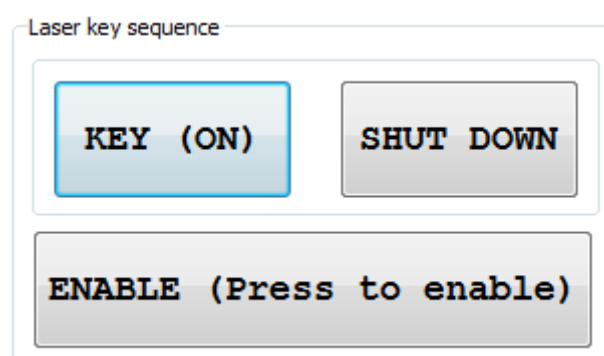 Laser key sequence
KEY (ON) SHUT DOWN
ENABLE (Press to enable)